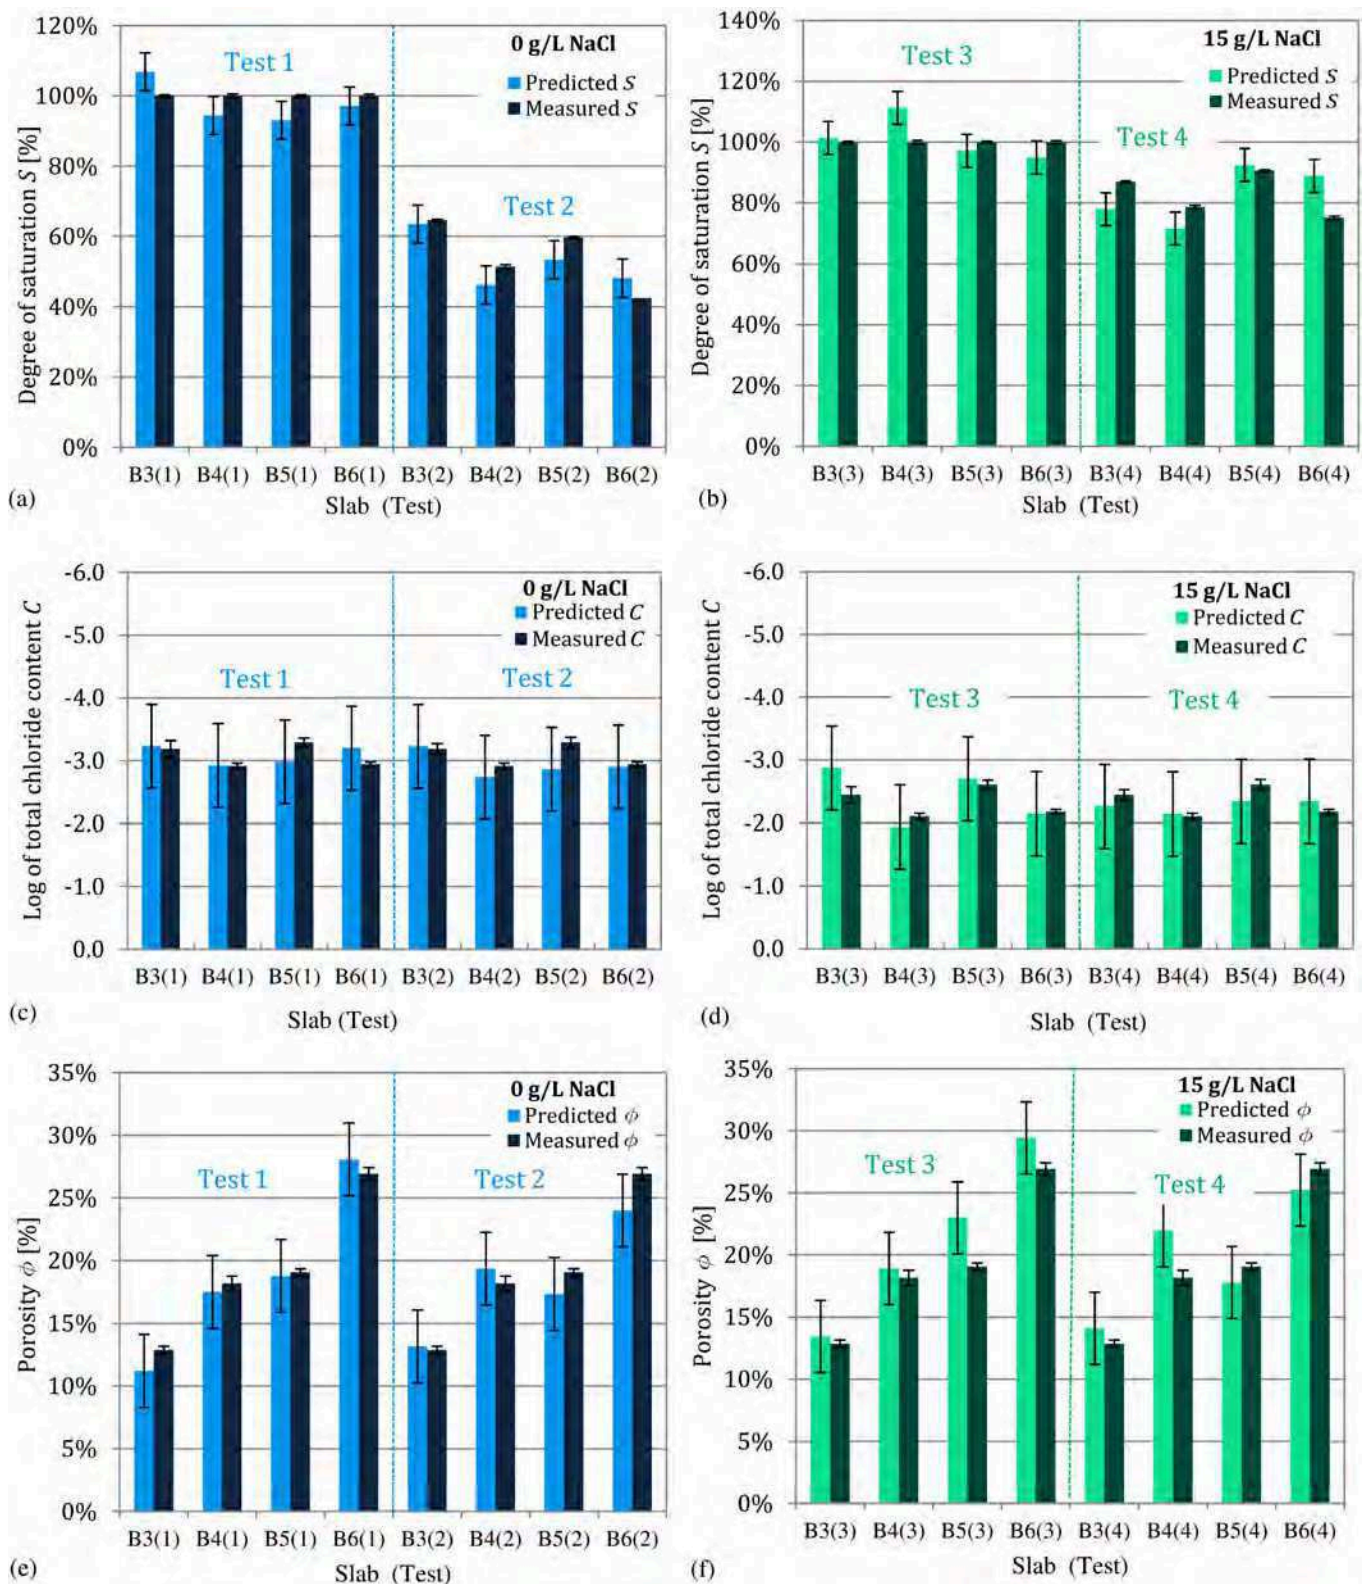 120%
100%
80%
60%
40%
20%
0%
Degree of saturation S [%]
0 g/L NaCl
Predicted S
Measured S
Test 1
Test 2
B3(1) B4(1) B5(1) B6(1) B3(2) B4(2) B5(2) B6(2)
(a)
Slab (Test)
140%
120%
100%
80%
60%
40%
20%
0%
Degree of saturation S [%]
15 g/L NaCl
Predicted S
Measured S
Test 3
Test 4
B3(3) B4(3) B5(3) B6(3) B3(4) B4(4) B5(4) B6(4)
(b)
Slab (Test)
-6.0
-5.0
-4.0
-3.0
-2.0
-1.0
0.0
Log of total chloride content C
0 g/L NaCl
Predicted C
Measured C
Test 1
Test 2
B3(1) B4(1) B5(1) B6(1) B3(2) B4(2) B5(2) B6(2)
(c)
Slab (Test)
-6.0
-5.0
-4.0
-3.0
-2.0
-1.0
0.0
Log of total chloride content C
15 g/L NaCl
Predicted C
Measured C
Test 3
Test 4
B3(3) B4(3) B5(3) B6(3) B3(4) B4(4) B5(4) B6(4)
(d)
Slab (Test)
35%
30%
25%
20%
15%
10%
5%
0%
Porosity ϕ [%]
0 g/L NaCl
Predicted ϕ
Measured ϕ
Test 1
Test 2
B3(1) B4(1) B5(1) B6(1) B3(2) B4(2) B5(2) B6(2)
(e)
Slab (Test)
35%
30%
25%
20%
15%
10%
5%
0%
Porosity ϕ [%]
15 g/L NaCl
Predicted ϕ
Measured ϕ
Test 3
Test 4
B3(3) B4(3) B5(3) B6(3) B3(4) B4(4) B5(4) B6(4)
(f)
Slab (Test)